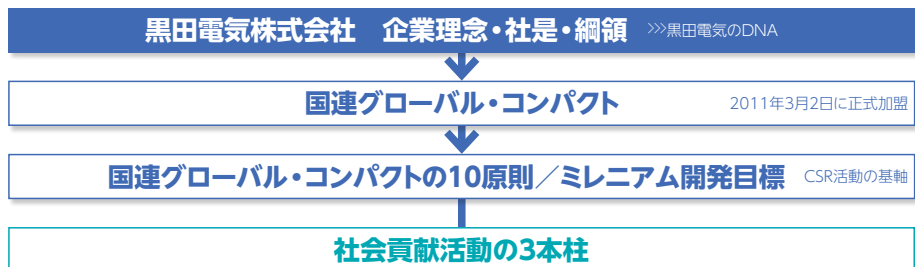 黒田電気株式会社　企業理念・社是・綱領 >>>黒田電気のDNA
国連グローバル・コンパクト 2011年3月2日に正式加盟
国連グローバル・コンパクトの10原則／ミレニアム開発目標 CSR活動の基軸
社会貢献活動の3本柱